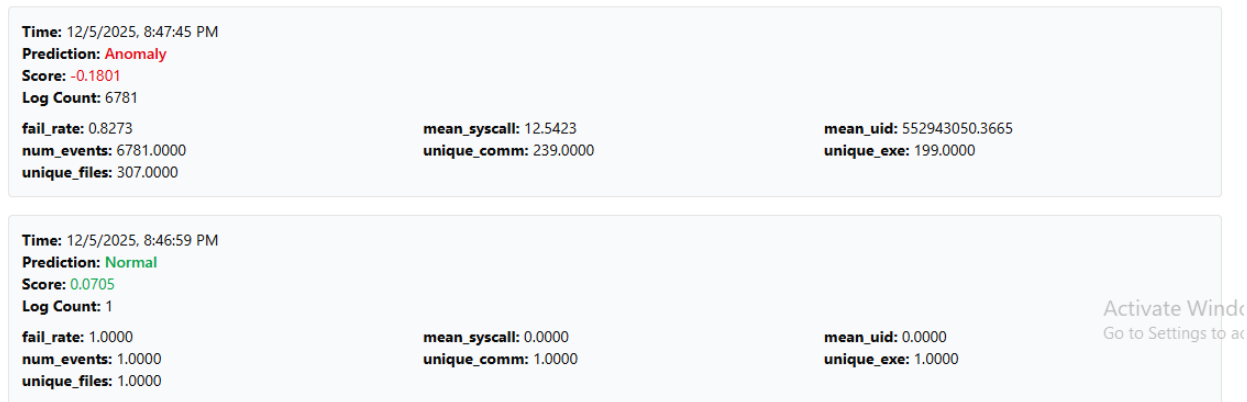 Time: 12/5/2025, 8:47:45 PM
Prediction: Anomaly
Score: -0.1801
Log Count: 6781
fail_rate: 0.8273 mean_syscall: 12.5423 mean_uid: 552943050.3665
num_events: 6781.0000 unique_comm: 239.0000 unique_exe: 199.0000
unique_files: 307.0000
Time: 12/5/2025, 8:46:59 PM
Prediction: Normal
Score: 0.0705
Log Count: 1
Activate Windo
fail_rate: 1.0000 mean_syscall: 0.0000 mean_uid: 0.0000
Go to Settings to ac
num_events: 1.0000 unique_comm: 1.0000 unique_exe: 1.0000
unique_files: 1.0000